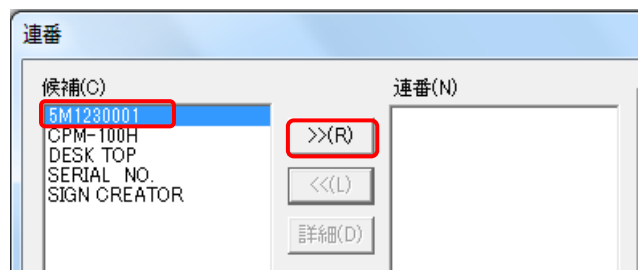 連番
候補(C)
連番(N)
5M1230001
CPM-100H
DESK TOP
SERIAL NO.
SIGN CREATOR
>>(R)
<<(L)
詳細(D)